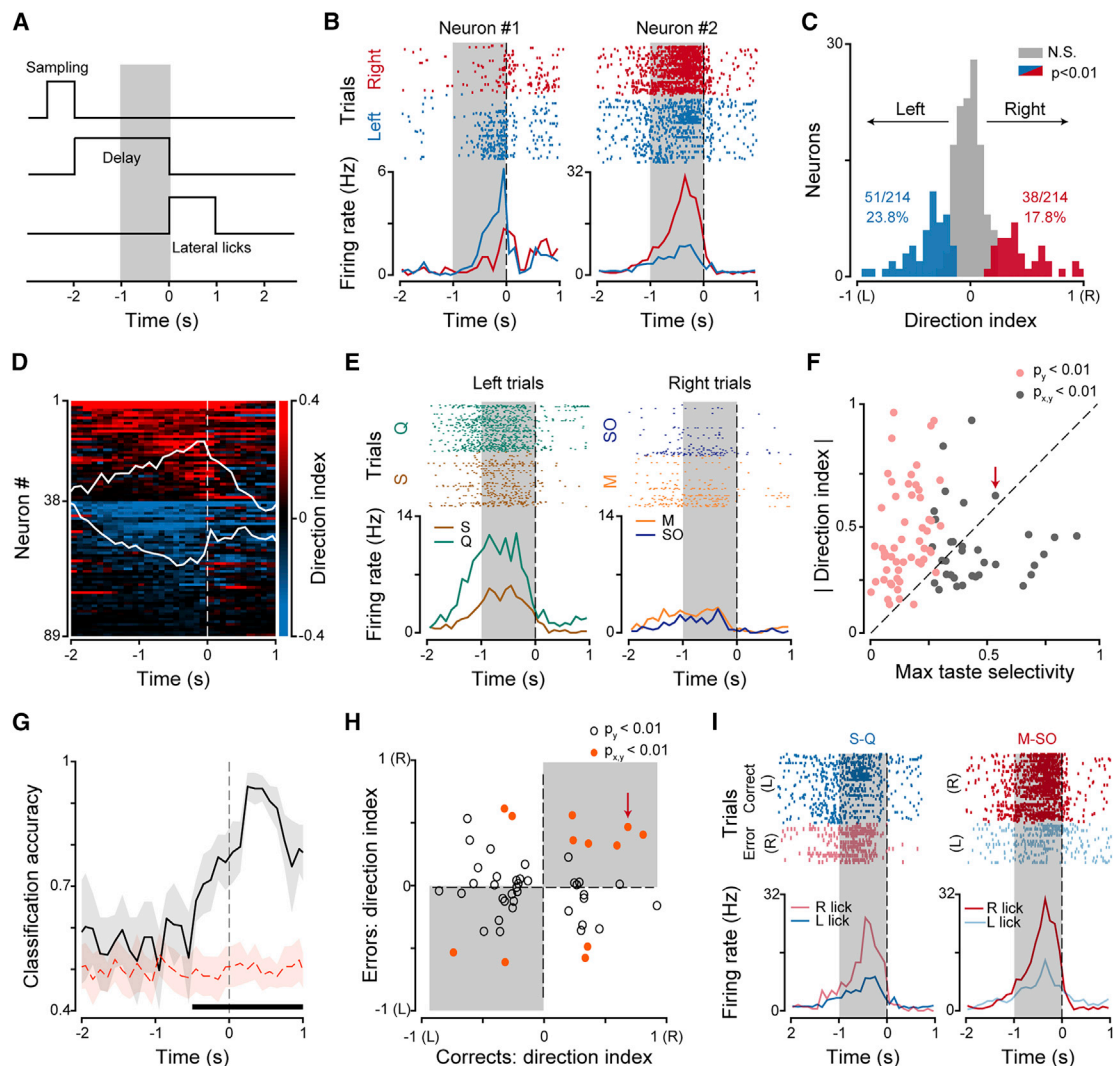 A
Sampling
Delay
Lateral licks
-2 -1 0 1 2
Time (s)
B
Neuron #1
Neuron #2
Trials
Right
Left
Firing rate (Hz)
6
0
32
0
-2 -1 0 1
-2 -1 0 1
Time (s)
Time (s)
C
30
Neurons
0
N.S.
p<0.01
Left
Right
51/214
23.8%
38/214
17.8%
-1 (L) 0 1 (R)
Direction index
D
1
38
89
Neuron #
0.4
0
-0.4
Direction index
-2 -1 0 1
Time (s)
E
Left trials
Right trials
Trials
Q
S
SO
M
Firing rate (Hz)
14
0
S
Q
14
0
M
SO
-2 -1 0 1
-2 -1 0 1
Time (s)
Time (s)
F
py < 0.01
px,y < 0.01
| Direction index |
1
0.5
0
0 0.5 1
Max taste selectivity
G
Classification accuracy
1
0.7
0.4
-2 -1 0 1
Time (s)
H
py < 0.01
px,y < 0.01
Errors: direction index
1 (R)
0
-1 (L)
-1 (L) 0 1 (R)
Corrects: direction index
I
S-Q
M-SO
Trials
Correct
(L)
Error
(R)
(R)
(L)
Firing rate (Hz)
32
0
R lick
L lick
32
0
R lick
L lick
2 -1 0 1
2 -1 0 1
Time (s)
Time (s)